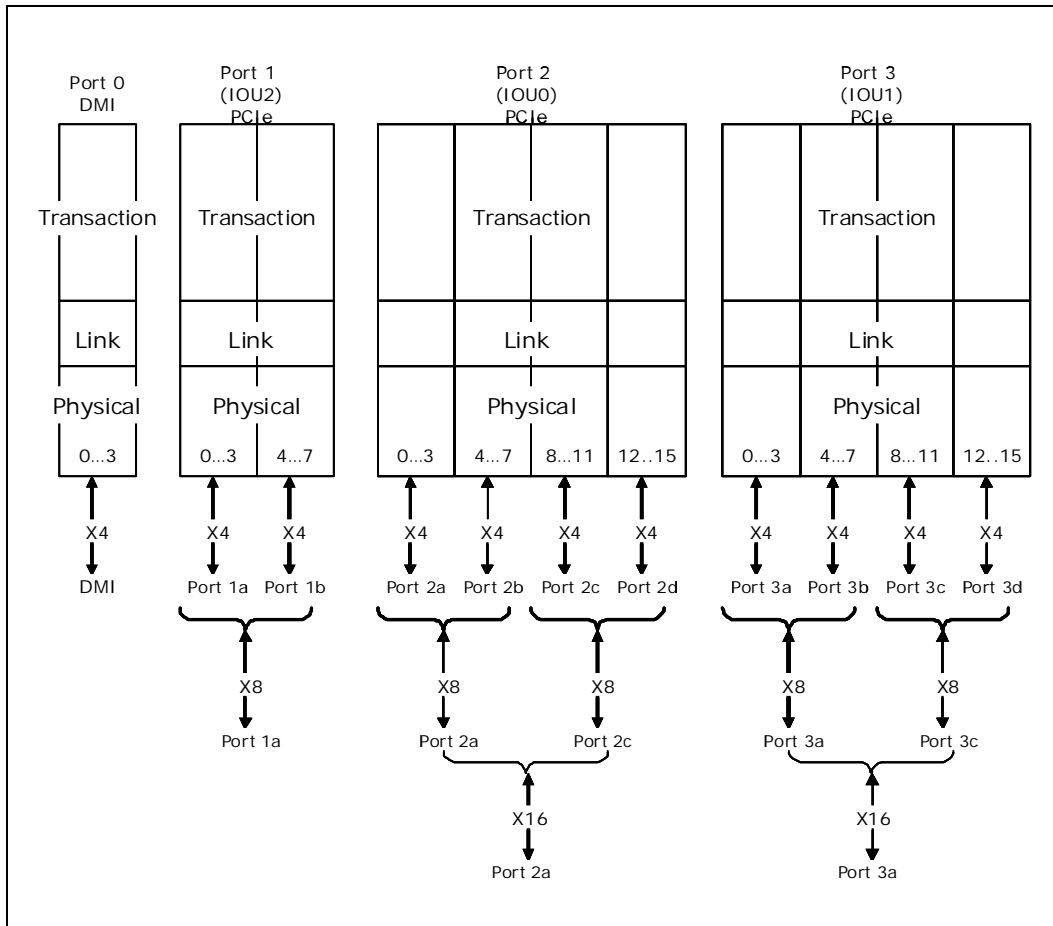 Port 0
DMI
Port 1
(IOU2)
PCIe
Port 2
(IOU0)
PCIe
Port 3
(IOU1)
PCIe
Transaction
Transaction
Transaction
Transaction
Link
Link
Link
Link
Physical
Physical
Physical
Physical
0...3
0...3
4...7
0...3
4...7
8...11
12..15
0...3
4...7
8...11
12..15
X4
X4
X4
X4
X4
X4
X4
X4
X4
X4
X4
DMI
Port 1a
Port 1b
Port 2a
Port 2b
Port 2c
Port 2d
Port 3a
Port 3b
Port 3c
Port 3d
X8
X8
X8
X8
X8
Port 1a
Port 2a
Port 2c
Port 3a
Port 3c
X16
X16
Port 2a
Port 3a